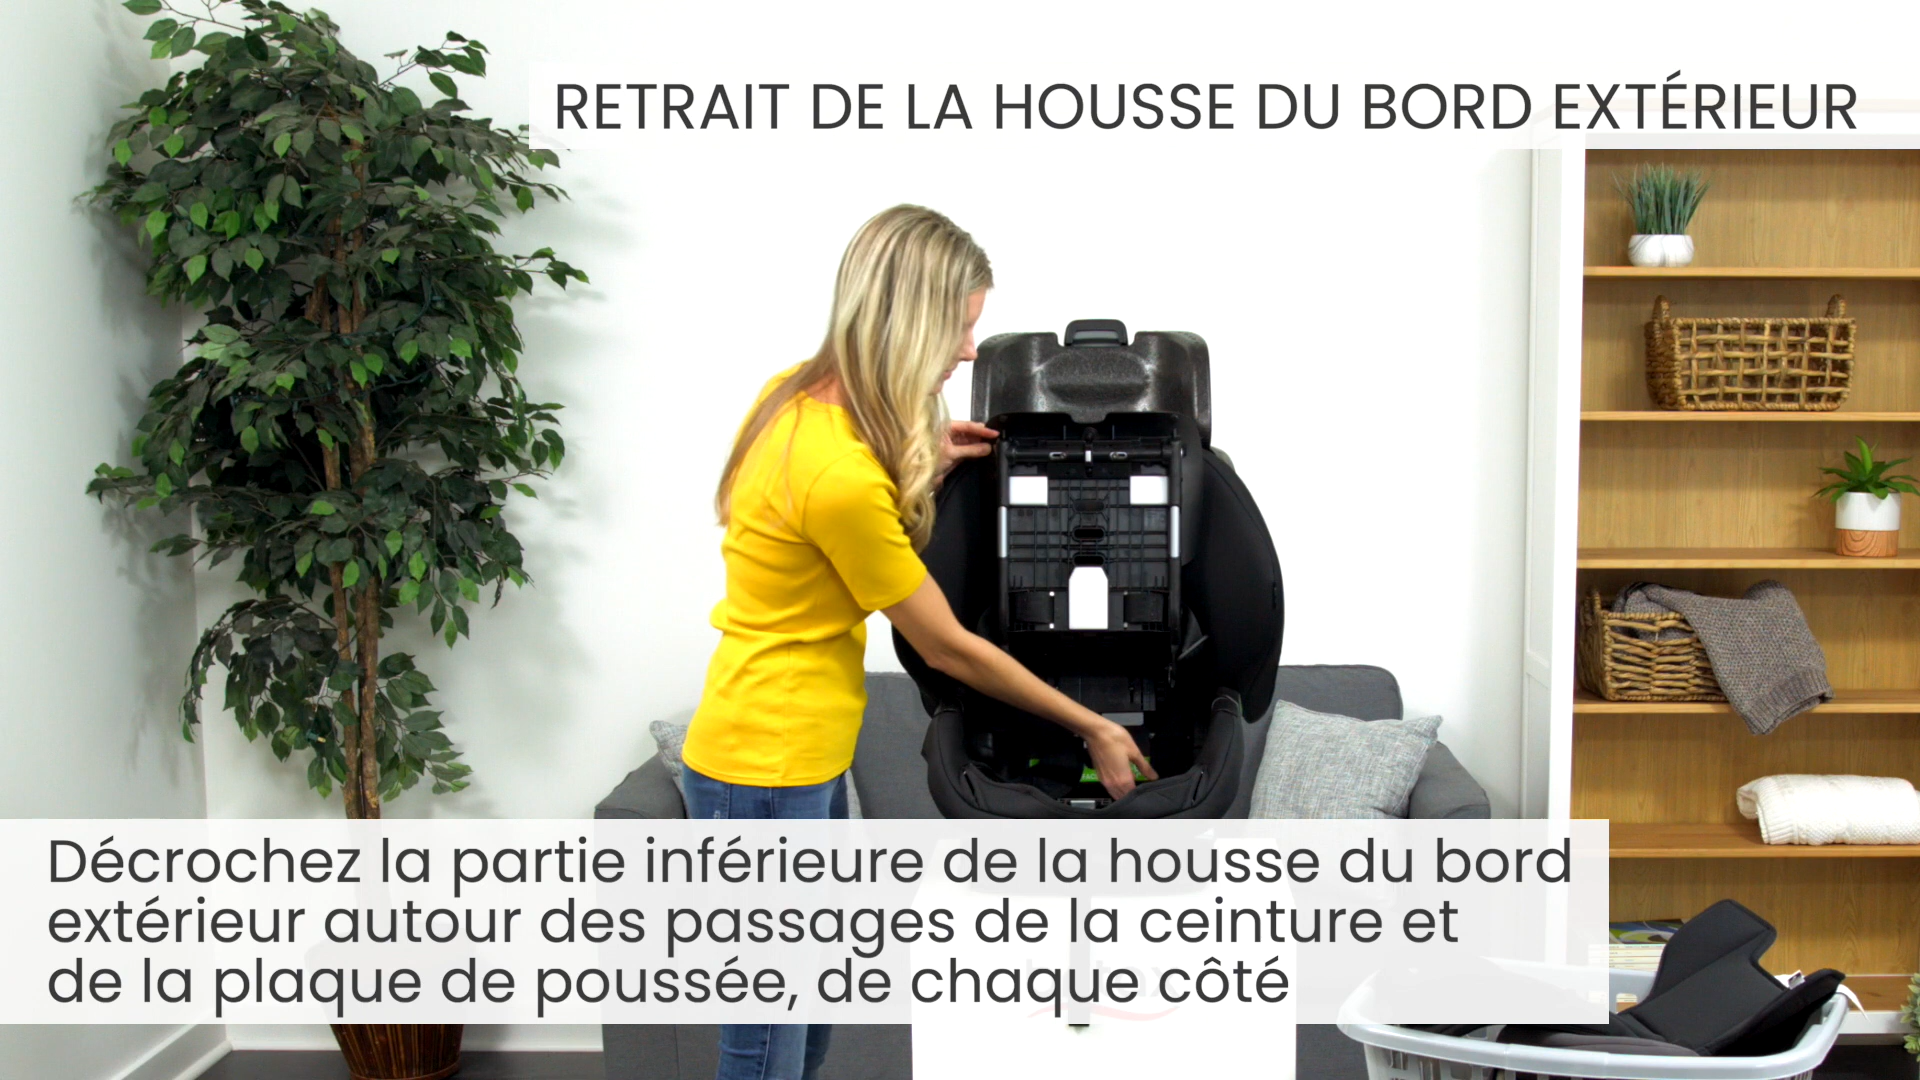 RETRAIT DE LA HOUSSE DU BORD EXTÉRIEUR
Décrochez la partie inférieure de la housse du bord
extérieur autour des passages de la ceinture et
de la plaque de poussée, de chaque côté